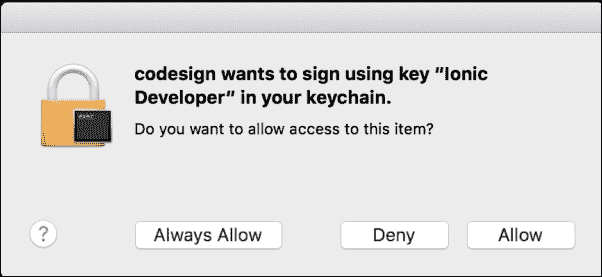 codesign wants to sign using key “Ionic
Developer” in your keychain.
Do you want to allow access to this item?
?
Always Allow
Deny
Allow